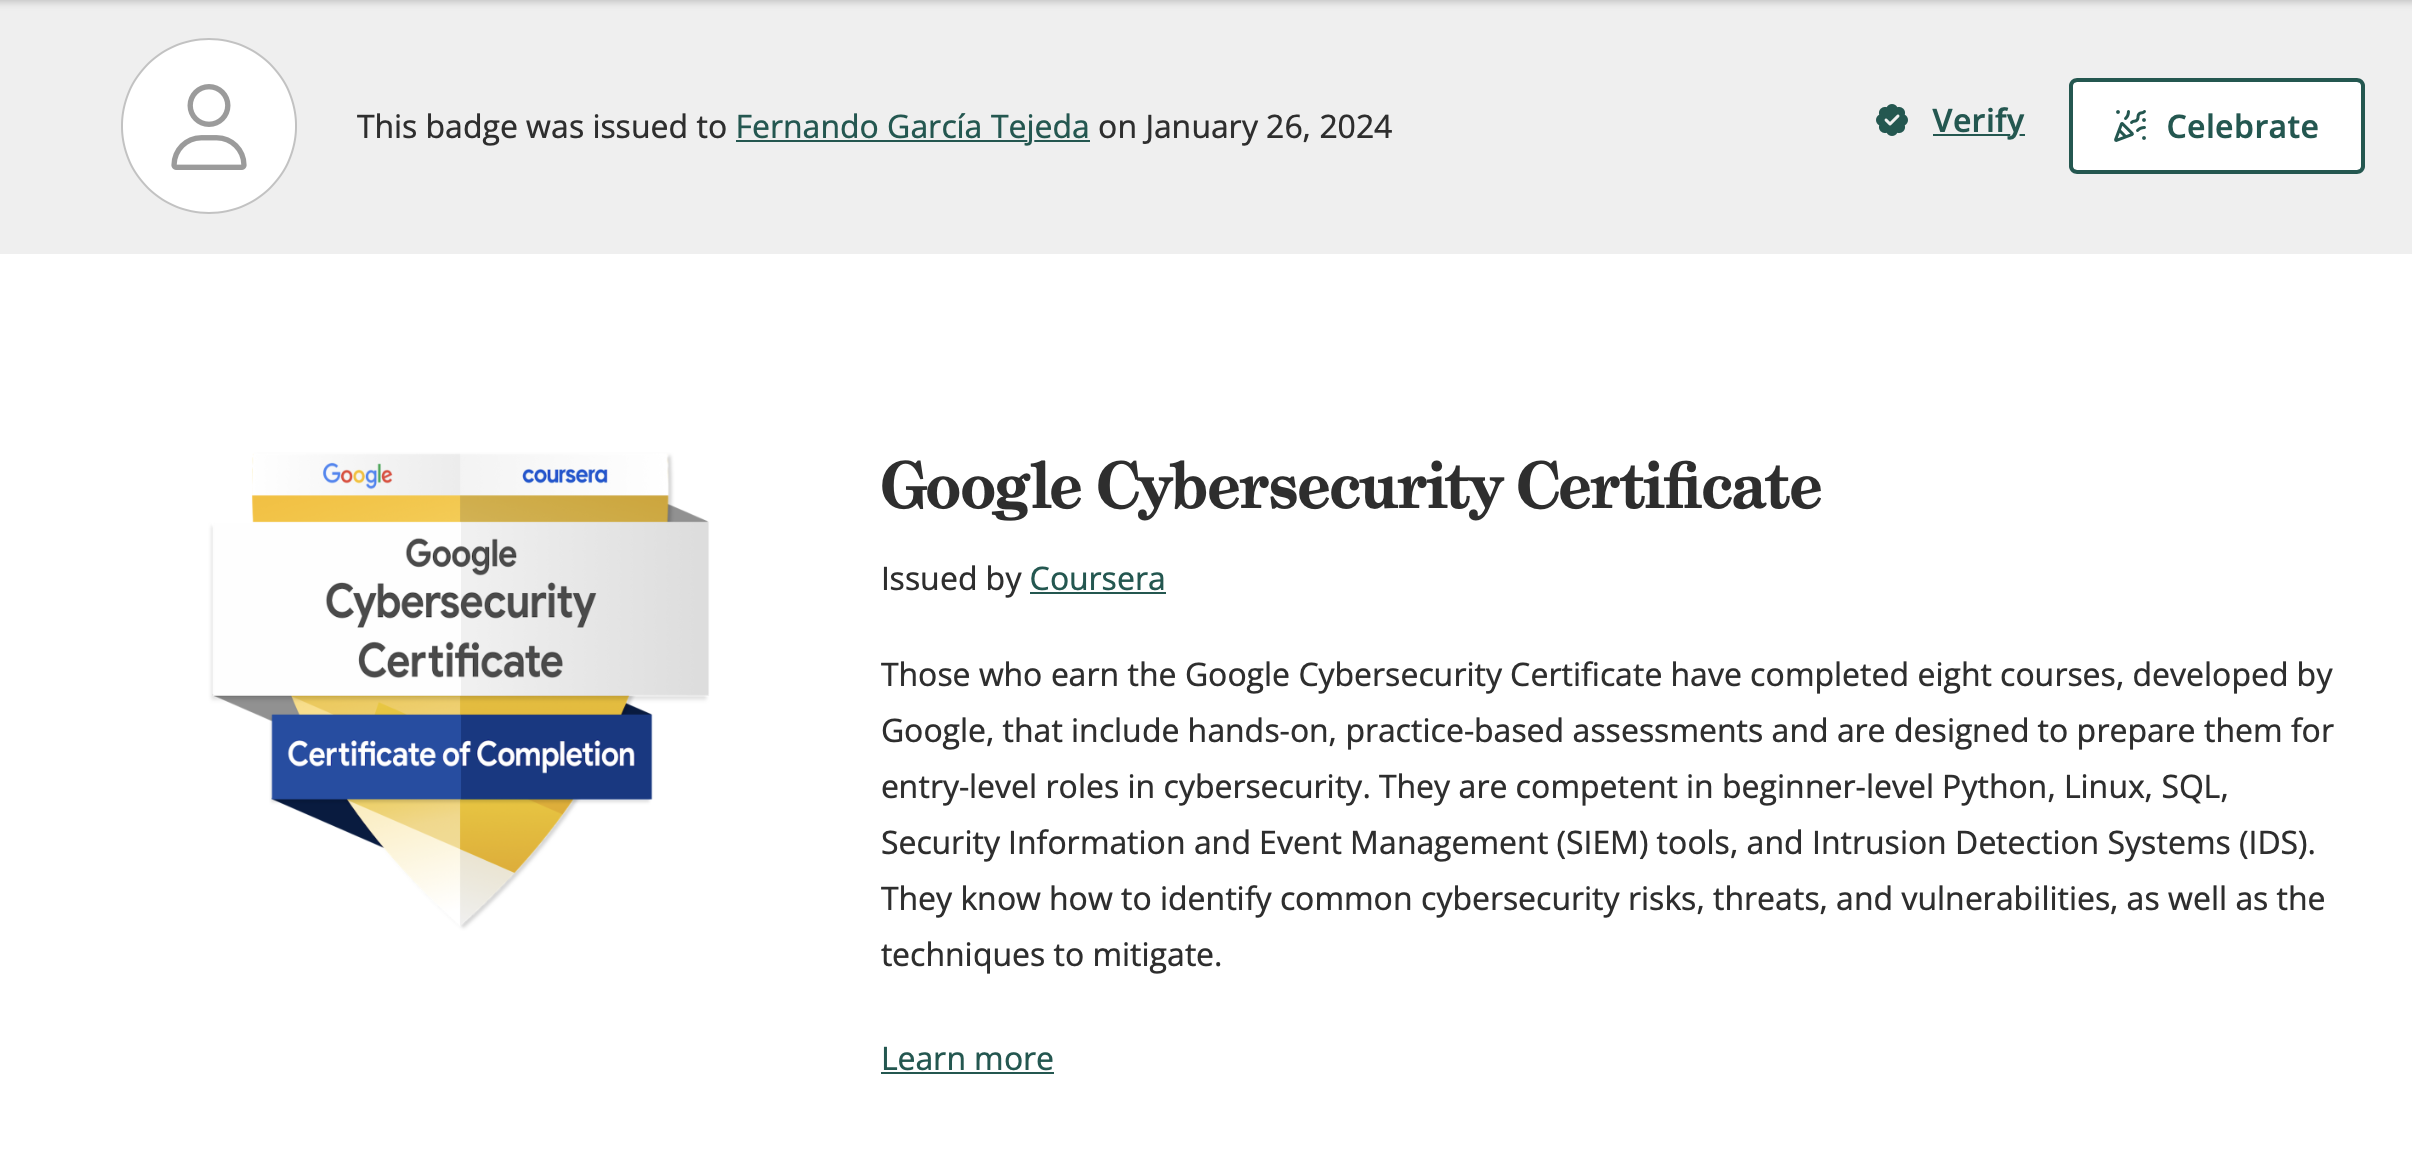 This badge was issued to Fernando García Tejeda on January 26, 2024
Verify
Celebrate
Google
coursera
Google
Cybersecurity
Certificate
Certificate of Completion
Google Cybersecurity Certificate
Issued by Coursera
Those who earn the Google Cybersecurity Certificate have completed eight courses, developed by
Google, that include hands-on, practice-based assessments and are designed to prepare them for
entry-level roles in cybersecurity. They are competent in beginner-level Python, Linux, SQL,
Security Information and Event Management (SIEM) tools, and Intrusion Detection Systems (IDS).
They know how to identify common cybersecurity risks, threats, and vulnerabilities, as well as the
techniques to mitigate.
Learn more